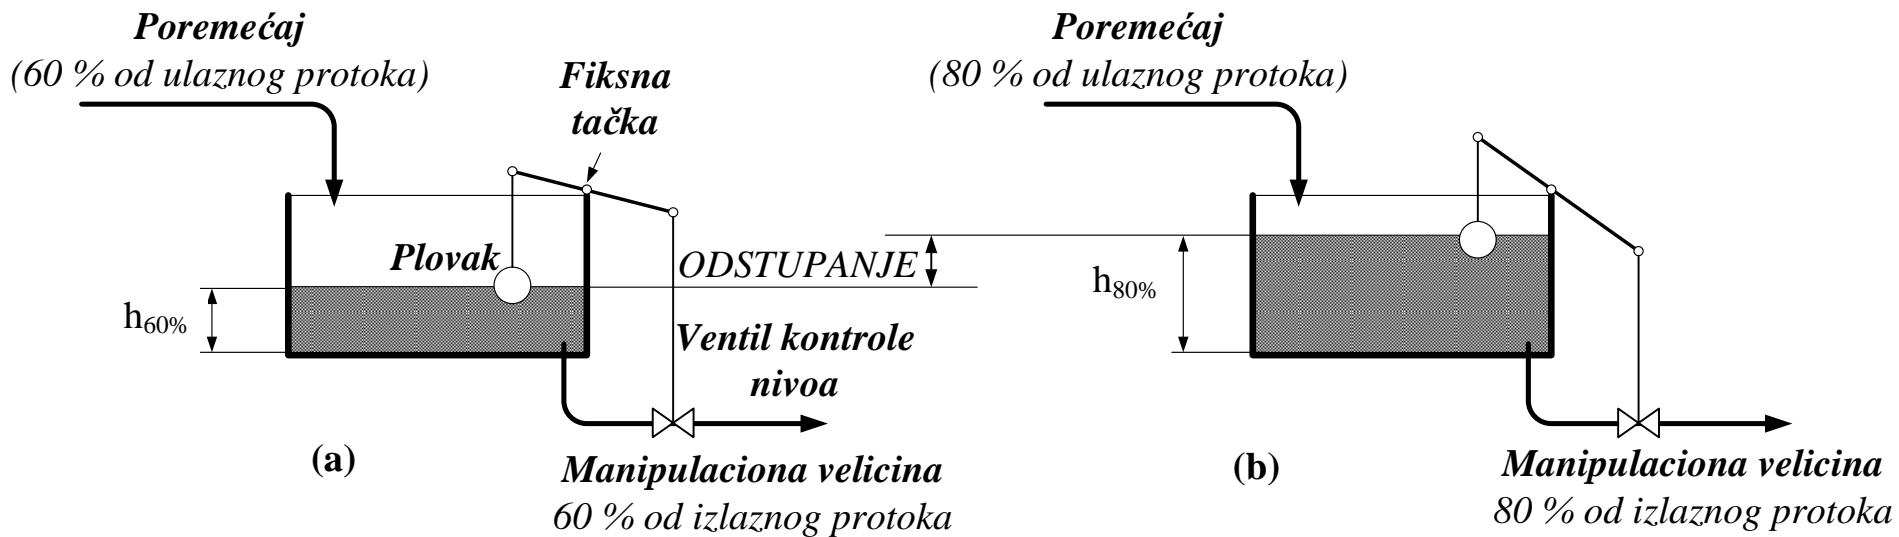 Poremećaj
(60 % od ulaznog protoka)
Fiksna
tačka
Plovak
h60%
ODSTUPANJE
Ventil kontrole
nivoa
(a)
Manipulaciona velicina
60 % od izlaznog protoka
Poremećaj
(80 % od ulaznog protoka)
h80%
(b)
Manipulaciona velicina
80 % od izlaznog protoka